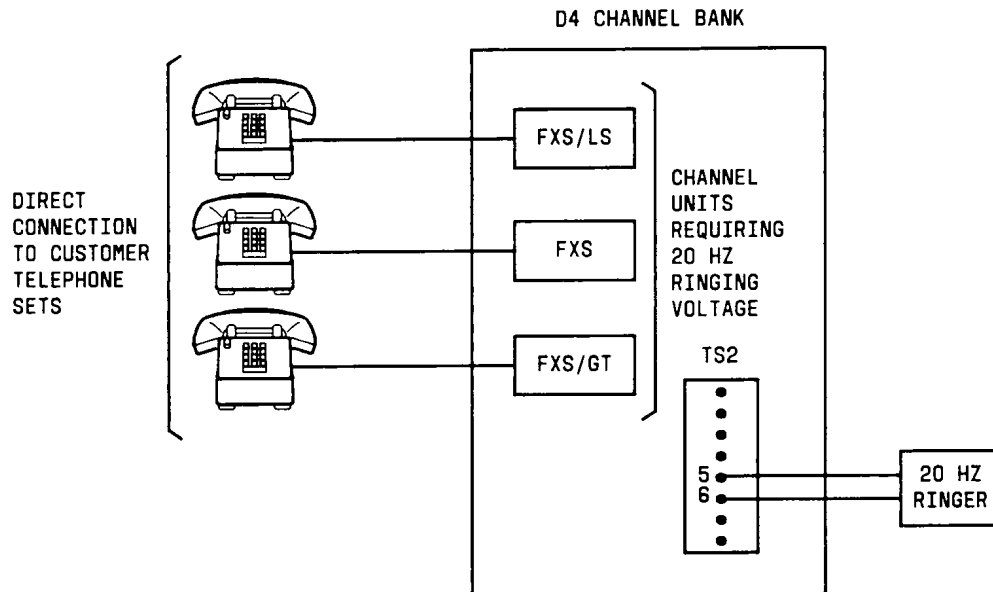 D4 CHANNEL BANK
DIRECT
CONNECTION
TO CUSTOMER
TELEPHONE
SETS
FXS/LS
FXS
FXS/GT
CHANNEL
UNITS
REQUIRING
20 HZ
RINGING
VOLTAGE
TS2
5
6
20 HZ
RINGER